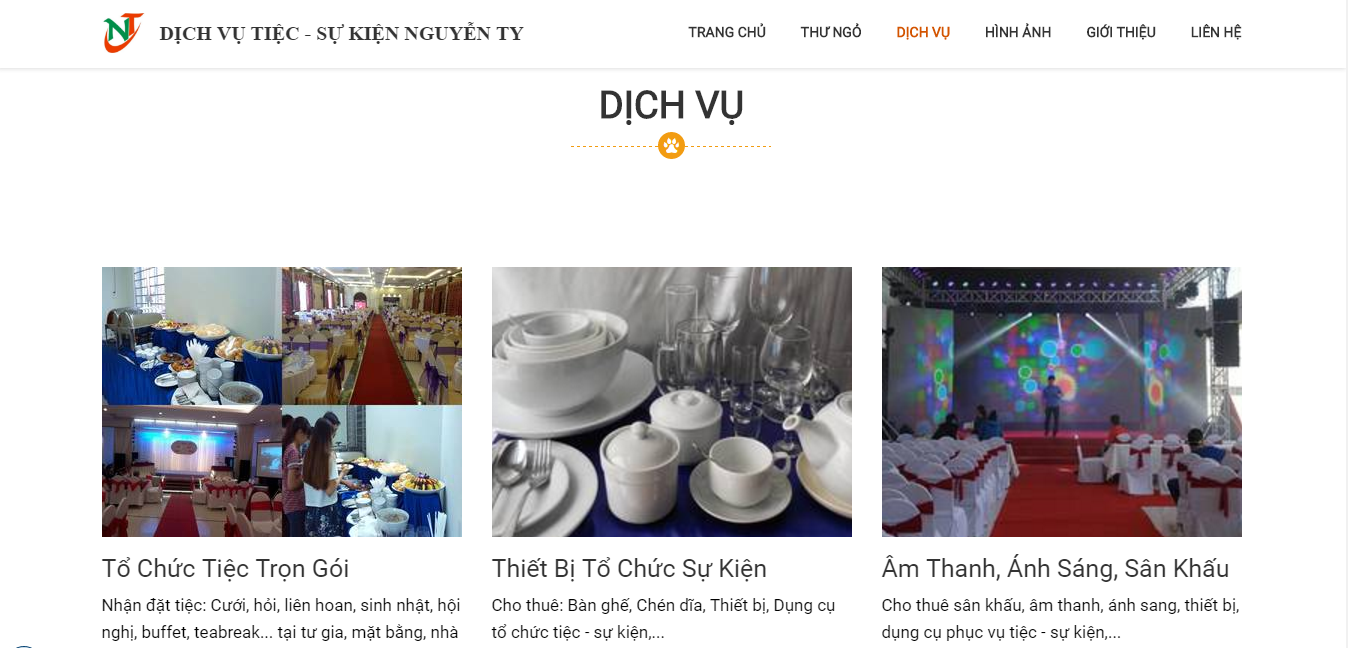 DỊCH VỤ TIỆC - SỰ KIỆN NGUYỄN TY
TRANG CHỦ
THƯ NGỎ
DỊCH VỤ
HÌNH ẢNH
GIỚI THIỆU
LIÊN HỆ
DỊCH VỤ
Tổ Chức Tiệc Trọn Gói
Nhận đặt tiệc: Cưới, hỏi, liên hoan, sinh nhật, hội
nghị, buffet, teabreak... tại tư gia, mặt bằng, nhà
Thiết Bị Tổ Chức Sự Kiện
Cho thuê: Bàn ghế, Chén dĩa, Thiết bị, Dụng cụ
tổ chức tiệc - sự kiện,...
Âm Thanh, Ánh Sáng, Sân Khấu
Cho thuê sân khấu, âm thanh, ánh sang, thiết bị,
dụng cụ phục vụ tiệc - sự kiện,...